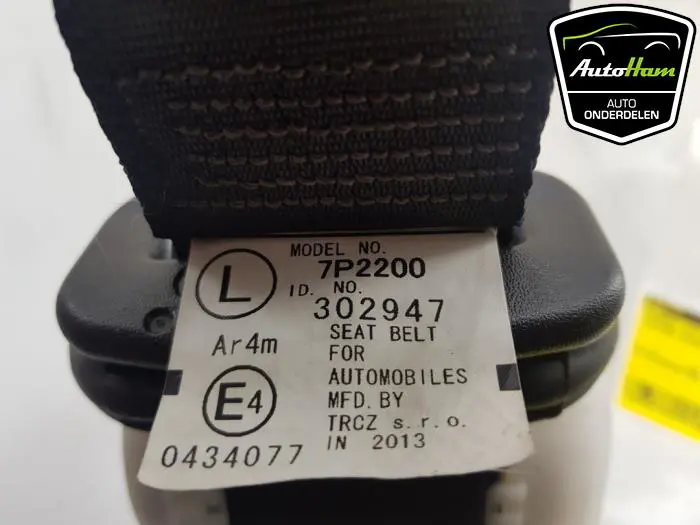 AutoHam
AUTO
ONDERDELEN
MODEL NO.
7P2200
L
ID. NO.
302947
Ar4m
SEAT BELT
FOR
AUTOMOBILES
E4
MFD. BY
TRCZ s.r.o.
0434077
IN 2013